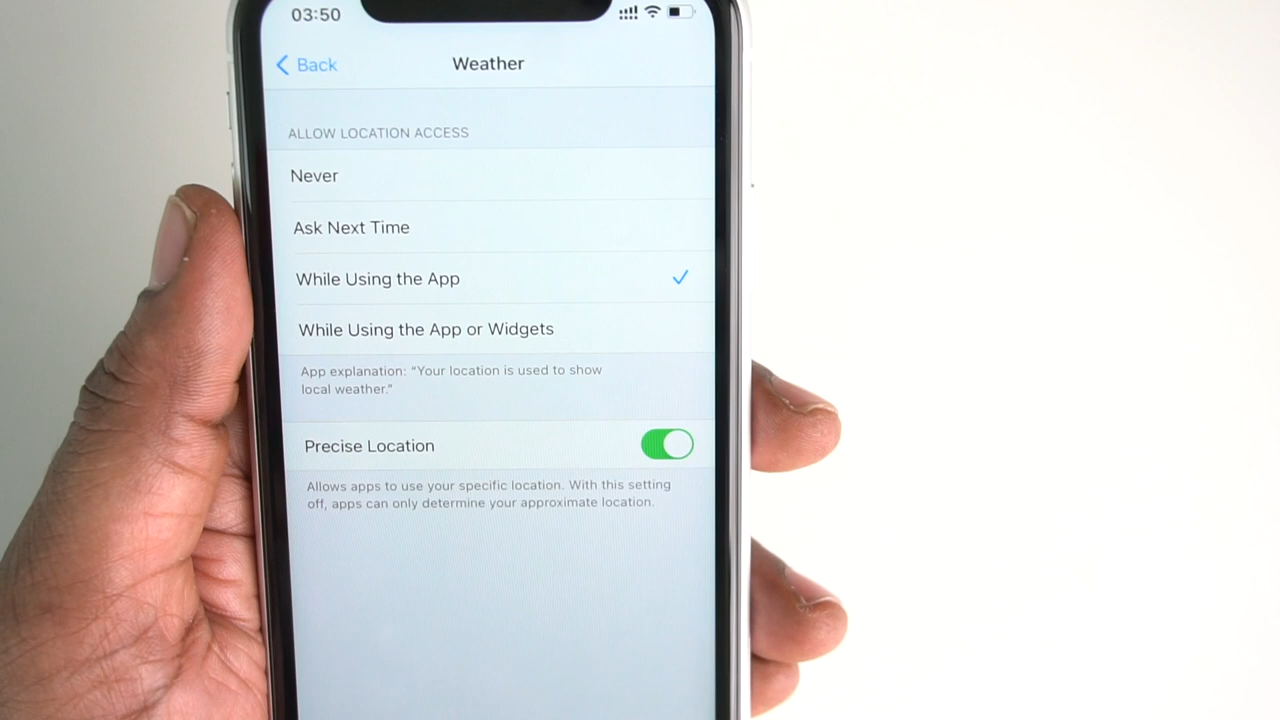 03:50
Back
Weather
ALLOW LOCATION ACCESS
Never
Ask Next Time
While Using the App
While Using the App or Widgets
App explanation: “Your location is used to show
local weather.”
Precise Location
Allows apps to use your specific location. With this setting
off, apps can only determine your approximate location.